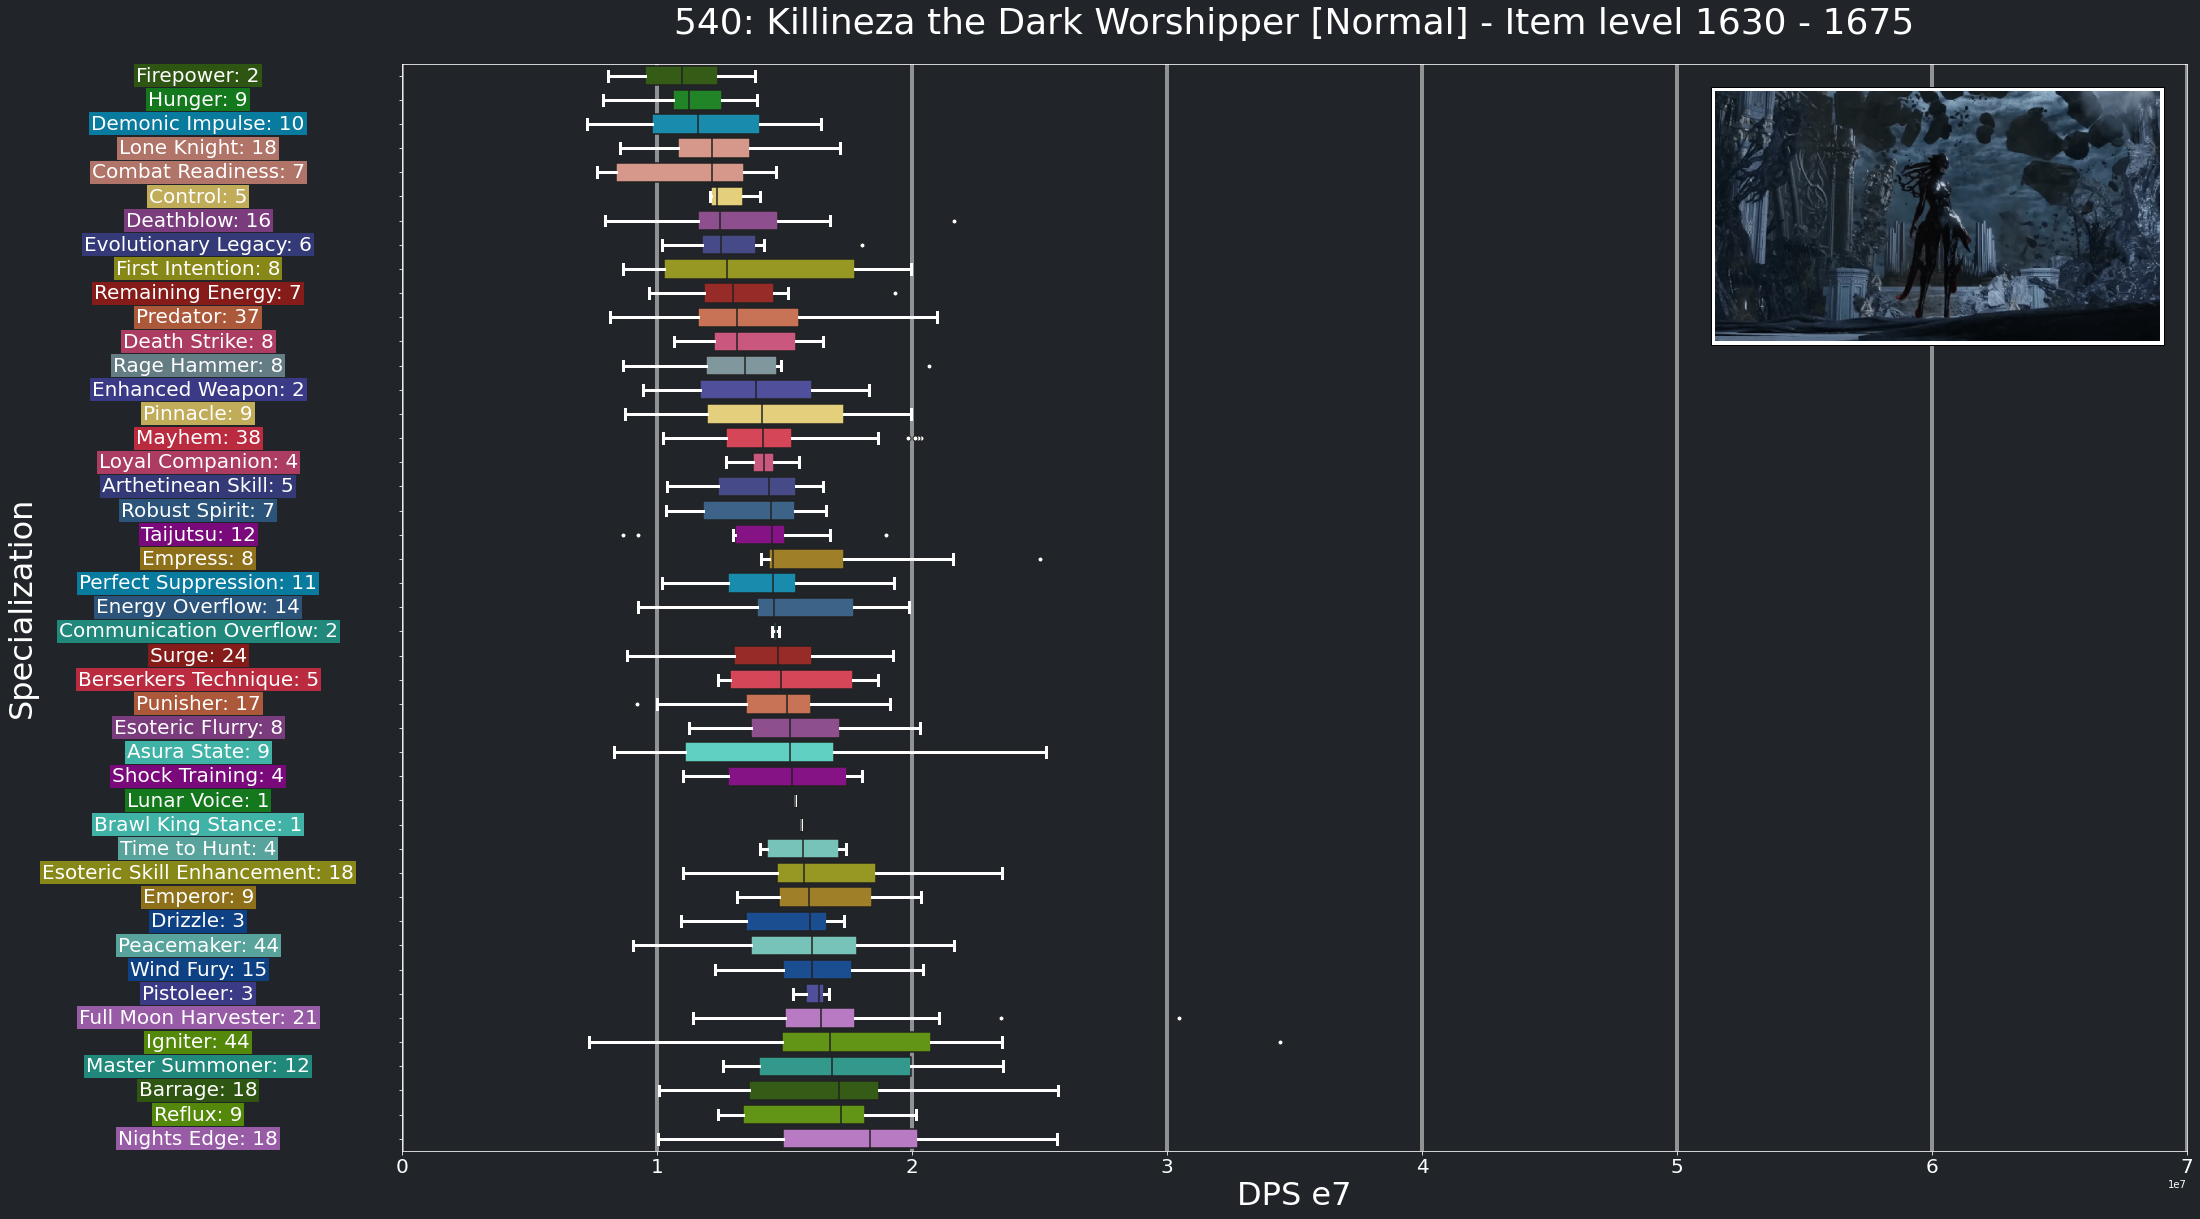 540: Killineza the Dark Worshipper [Normal] - Item level 1630 - 1675
Specialization
Firepower: 2
Hunger: 9
Demonic Impulse: 10
Lone Knight: 18
Combat Readiness: 7
Control: 5
Deathblow: 16
Evolutionary Legacy: 6
First Intention: 8
Remaining Energy: 7
Predator: 37
Death Strike: 8
Rage Hammer: 8
Enhanced Weapon: 2
Pinnacle: 9
Mayhem: 38
Loyal Companion: 4
Arthetinean Skill: 5
Robust Spirit: 7
Taijutsu: 12
Empress: 8
Perfect Suppression: 11
Energy Overflow: 14
Communication Overflow: 2
Surge: 24
Berserkers Technique: 5
Punisher: 17
Esoteric Flurry: 8
Asura State: 9
Shock Training: 4
Lunar Voice: 1
Brawl King Stance: 1
Time to Hunt: 4
Esoteric Skill Enhancement: 18
Emperor: 9
Drizzle: 3
Peacemaker: 44
Wind Fury: 15
Pistoleer: 3
Full Moon Harvester: 21
Igniter: 44
Master Summoner: 12
Barrage: 18
Reflux: 9
Nights Edge: 18
0 1 2 3 4 5 6 7
1e7
DPS e7